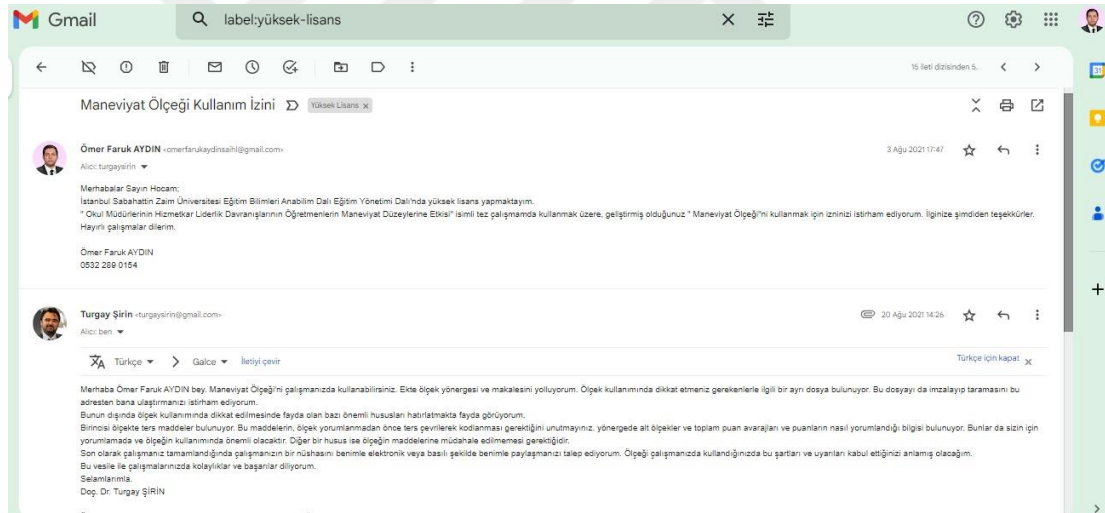 Gmail
label:yüksek-lisans
15 ileti dizisinden 5.
31
Maneviyat Ölçeği Kullanım İzini
Yüksek Lisans x
Ömer Faruk AYDIN <omerfarukaydinsaihl@gmail.com>
3 Ağu 2021 17:47
Alıcı: turgaysirin
Merhabalar Sayın Hocam;
İstanbul Sabahattin Zaim Üniversitesi Eğitim Bilimleri Anabilim Dalı Eğitim Yönetimi Dalı'nda yüksek lisans yapmaktayım.
" Okul Müdürlerinin Hizmetkar Liderlik Davranışlarının Öğretmenlerin Maneviyat Düzeylerine Etkisi" isimli tez çalışmamda kullanmak üzere, geliştirmiş olduğunuz " Maneviyat Ölçeği"ni kullanmak için izninizi istirham ediyorum. İlginize şimdiden teşekkürler.
Hayırlı çalışmalar dilerim.
Ömer Faruk AYDIN
0532 289 0154
Turgay Şirin <turgaysirin@gmail.com>
20 Ağu 2021 14:26
Alıcı: ben
Türkçe > Galce İletiyi çevir
Türkçe için kapat x
Merhaba Ömer Faruk AYDIN bey. Maneviyat Ölçeği'ni çalışmanızda kullanabilirsiniz. Ekte ölçek yönergesi ve makalesini yolluyorum. Ölçek kullanımında dikkat etmeniz gerekenlerle ilgili bir ayrı dosya bulunuyor. Bu dosyayı da imzalayıp taramasını bu
adresten bana ulaştırmanızı istirham ediyorum.
Bunun dışında ölçek kullanımında dikkat edilmesinde fayda olan bazı önemli hususları hatırlatmakta fayda görüyorum.
Birincisi ölçekte ters maddeler bulunuyor. Bu maddelerin, ölçek yorumlanmadan önce ters çevrilerek kodlanması gerektiğini unutmayınız, yönergede alt ölçekler ve toplam puan avarajları ve puanların nasıl yorumlandığı bilgisi bulunuyor. Bunlar da sizin için
yorumlamada ve ölçeğin kullanımında önemli olacaktır. Diğer bir husus ise ölçeğin maddelerine müdahale edilmemesi gerektiğidir.
Son olarak çalışmanız tamamlandığında çalışmanızın bir nüshasını benimle elektronik veya basılı şekilde benimle paylaşmanızı talep ediyorum. Ölçeği çalışmanızda kullandığınızda bu şartları ve uyarıları kabul ettiğinizi anlamış olacağım.
Bu vesile ile çalışmalarınızda kolaylıklar ve başarılar diliyorum.
Selamlarımla.
Doç. Dr. Turgay ŞİRİN